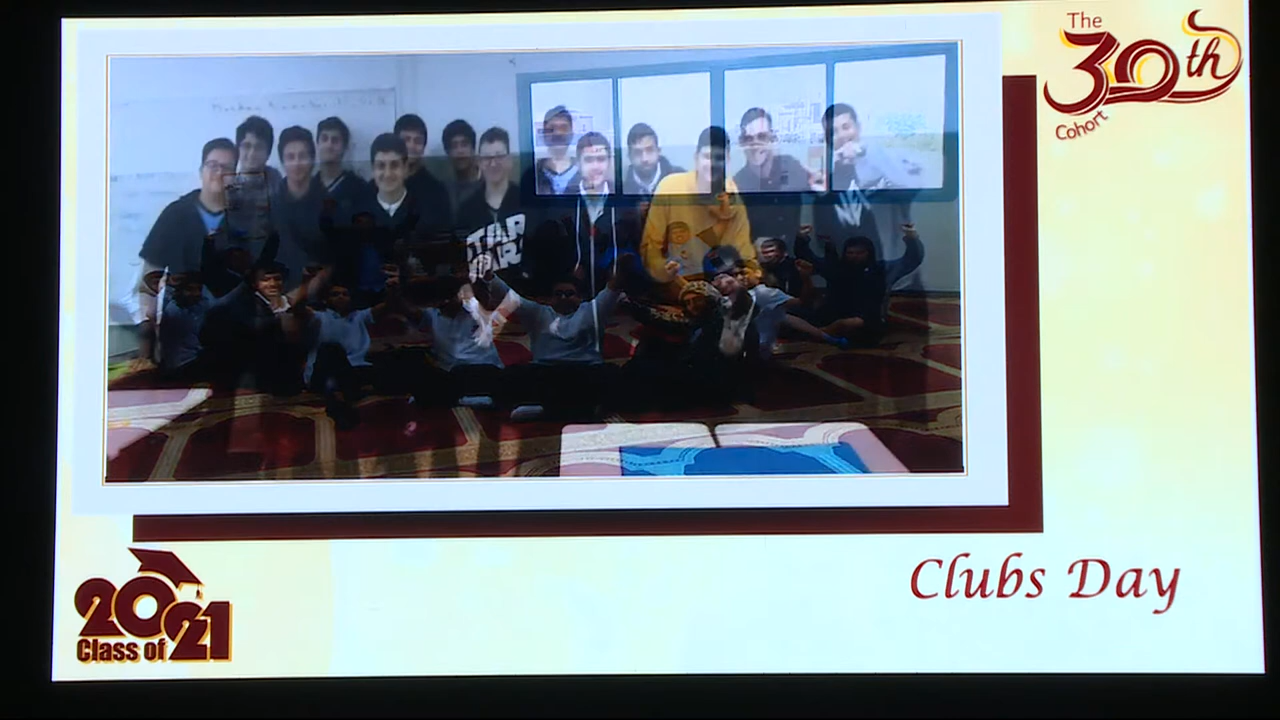 The
30th
Cohort
STAR
WARS
Clubs Day
2021
Class of